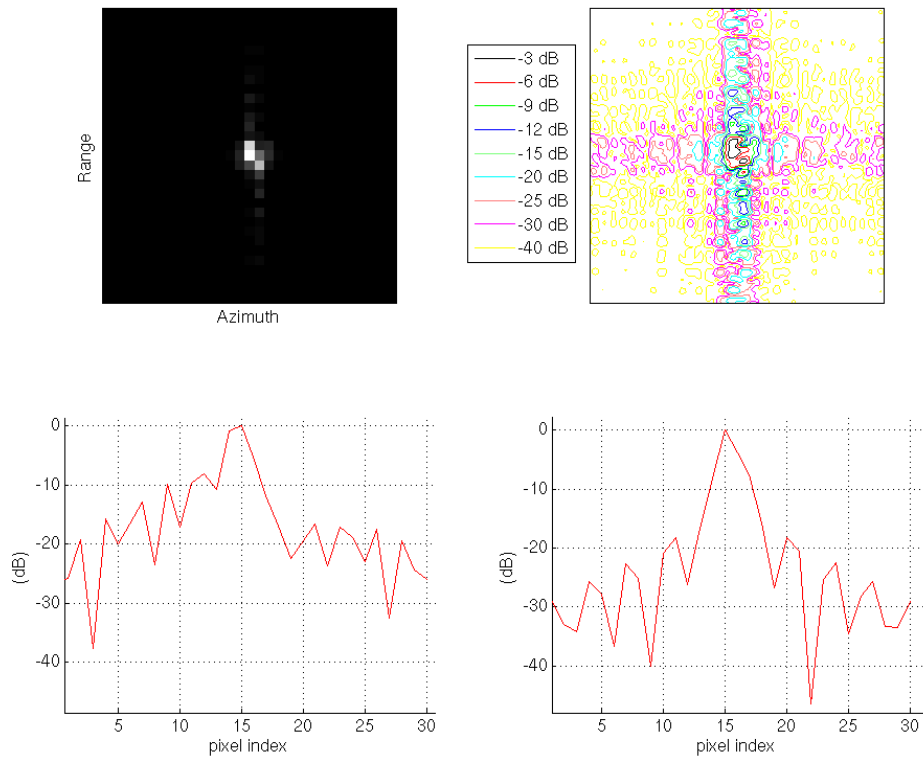 Range
Azimuth
-3 dB
-6 dB
-9 dB
-12 dB
-15 dB
-20 dB
-25 dB
-30 dB
-40 dB
0
-10
-20
-30
-40
(dB)
5 10 15 20 25 30
pixel index
0
-10
-20
-30
-40
(dB)
5 10 15 20 25 30
pixel index